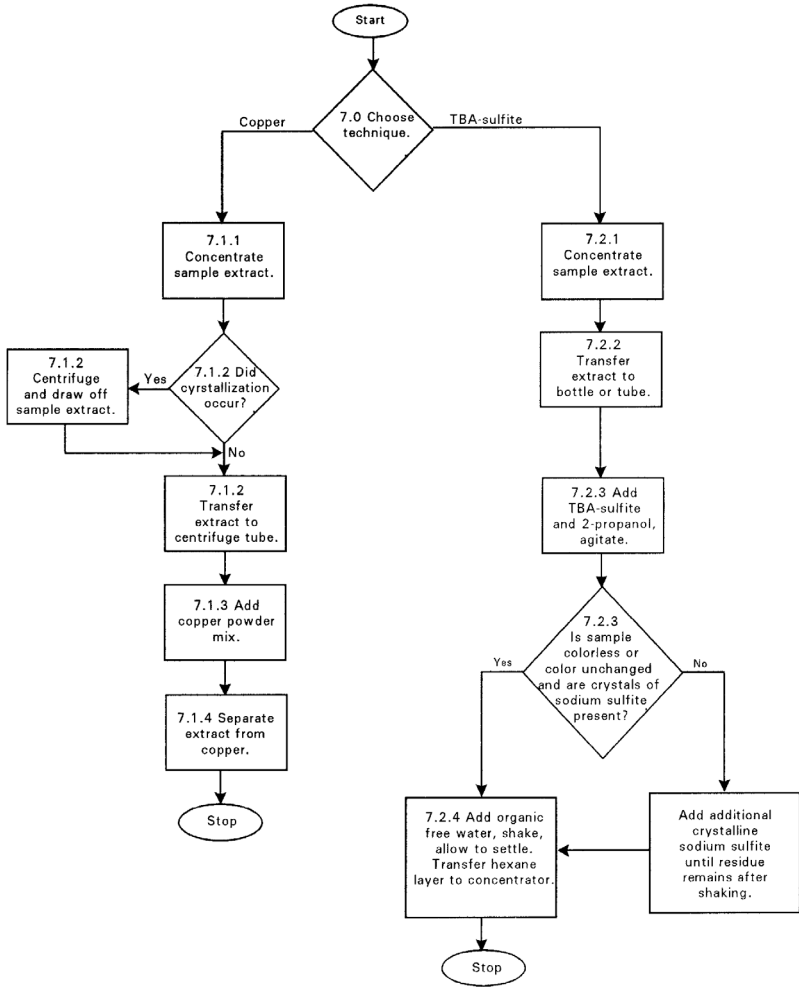 Start
7.0 Choose
technique.
Copper
TBA-sulfite
7.1.1
Concentrate
sample extract.
7.1.2 Did
cyrstallization
occur?
Yes
7.1.2
Centrifuge
and draw off
sample extract.
No
7.1.2
Transfer
extract to
centrifuge tube.
7.1.3 Add
copper powder
mix.
7.1.4 Separate
extract from
copper.
Stop
7.2.1
Concentrate
sample extract.
7.2.2
Transfer
extract to
bottle or tube.
7.2.3 Add
TBA-sulfite
and 2-propanol,
agitate.
7.2.3
Is sample
colorless or
color unchanged
and are crystals of
sodium sulfite
present?
Yes
No
7.2.4 Add organic
free water, shake,
allow to settle.
Transfer hexane
layer to concentrator.
Add additional
crystalline
sodium sulfite
until residue
remains after
shaking.
Stop